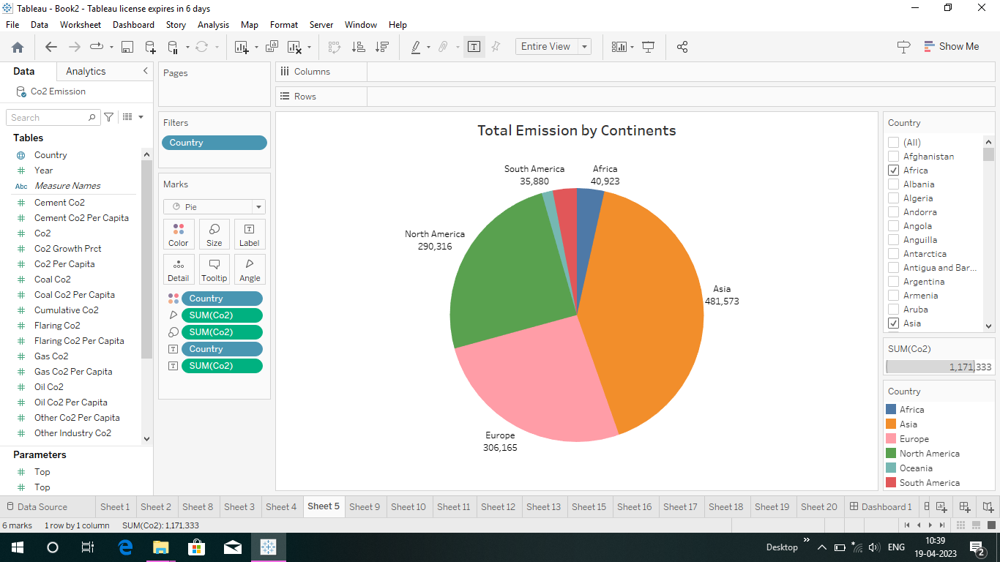 Tableau - Book2 - Tableau license expires in 6 days
File Data Worksheet Dashboard Story Analysis Map Format Server Window Help
Entire View
Show Me
Data Analytics
Co2 Emission
Search
Tables
Country
Year
Abc Measure Names
Cement Co2
Cement Co2 Per Capita
Co2
Co2 Growth Prct
Co2 Per Capita
Coal Co2
Coal Co2 Per Capita
Cumulative Co2
Flaring Co2
Flaring Co2 Per Capita
Gas Co2
Gas Co2 Per Capita
Oil Co2
Oil Co2 Per Capita
Other Co2 Per Capita
Other Industry Co2
Parameters
Top
Top
Pages
Filters
Country
Marks
Pie
Color Size Label
Detail Tooltip Angle
Country
SUM(Co2)
SUM(Co2)
Country
SUM(Co2)
Columns
Rows
Total Emission by Continents
South America
35,880
Africa
40,923
North America
290,316
Asia
481,573
Europe
306,165
Country
(All)
Afghanistan
Africa
Albania
Algeria
Andorra
Angola
Anguilla
Antarctica
Antigua and Bar...
Argentina
Armenia
Aruba
Asia
SUM(Co2)
1,171,333
Country
Africa
Asia
Europe
North America
Oceania
South America
Data Source Sheet 1 Sheet 2 Sheet 8 Sheet 3 Sheet 4 Sheet 5 Sheet 9 Sheet 10 Sheet 11 Sheet 12 Sheet 13 Sheet 15 Sheet 16 Sheet 17 Sheet 18 Sheet 19 Sheet 20 Dashboard 1
6 marks 1 row by 1 column SUM(Co2): 1,171,333
Desktop ENG 10:39
19-04-2023
2